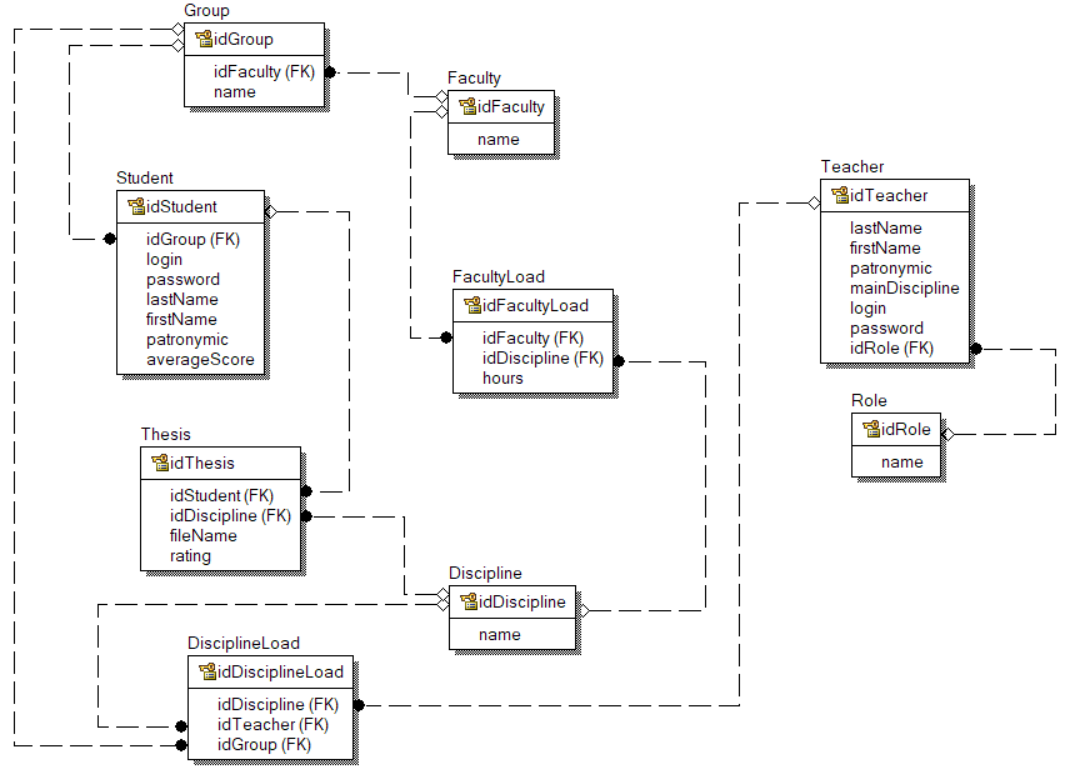 Group
idGroup
idFaculty (FK)
name
Faculty
idFaculty
name
Student
idStudent
idGroup (FK)
login
password
lastName
firstName
patronymic
averageScore
Teacher
idTeacher
lastName
firstName
patronymic
mainDiscipline
login
password
idRole (FK)
FacultyLoad
idFacultyLoad
idFaculty (FK)
idDiscipline (FK)
hours
Role
idRole
name
Thesis
idThesis
idStudent (FK)
idDiscipline (FK)
fileName
rating
Discipline
idDiscipline
name
DisciplineLoad
idDisciplineLoad
idDiscipline (FK)
idTeacher (FK)
idGroup (FK)